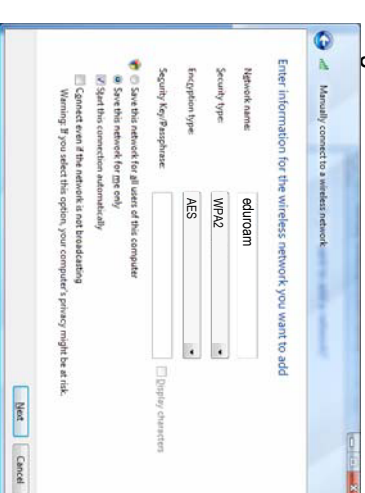 Manually connect to a wireless network
Enter information for the wireless network you want to add
Network name: eduroam
Security type: WPA2
Encryption type: AES
Security Key/Passphrase: Display characters
Save this network for all users of this computer
Save this network for me only
Start this connection automatically
Connect even if the network is not broadcasting
Warning: If you select this option, your computer's privacy might be at risk.
Next Cancel